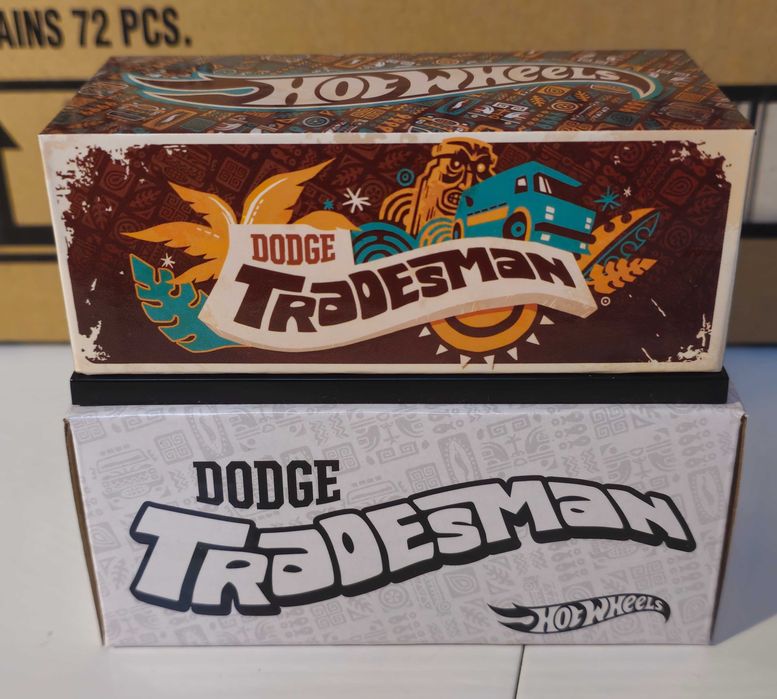 AINS 72 PCS.
Hot Wheels
DODGE
TRaDESMaN
DODGE
TRaDESMaN
Hot Wheels